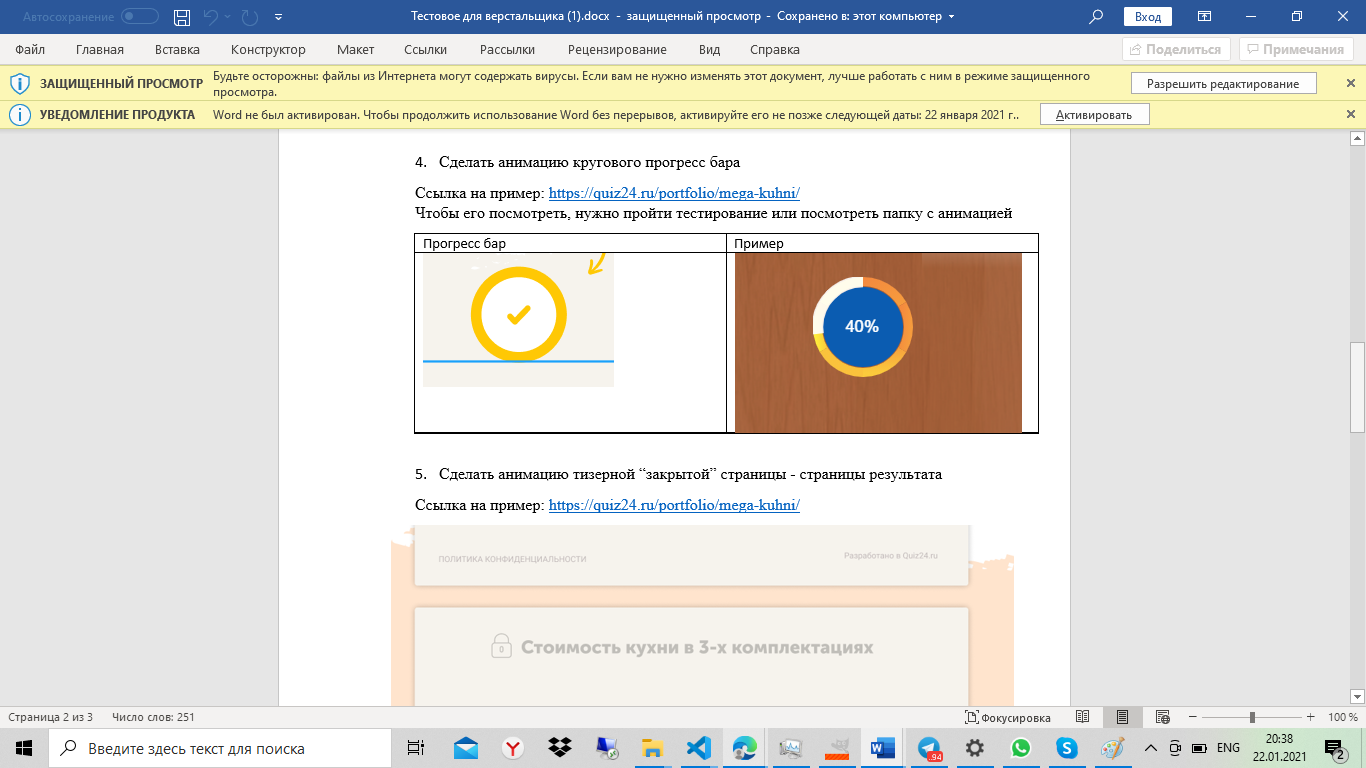 Автосохранение
Тестовое для верстальщика (1).docx - защищенный просмотр - Сохранено в: этот компьютер
Вход
Файл Главная Вставка Конструктор Макет Ссылки Рассылки Рецензирование Вид Справка
Поделиться Примечания
ЗАЩИЩЕННЫЙ ПРОСМОТР Будьте осторожны: файлы из Интернета могут содержать вирусы. Если вам не нужно изменять этот документ, лучше работать с ним в режиме защищенного
просмотра.
Разрешить редактирование
УВЕДОМЛЕНИЕ ПРОДУКТА Word не был активирован. Чтобы продолжить использование Word без перерывов, активируйте его не позже следующей даты: 22 января 2021 г..
Активировать
4. Сделать анимацию кругового прогресс бара
Ссылка на пример: https://quiz24.ru/portfolio/mega-kuhni/
Чтобы его посмотреть, нужно пройти тестирование или посмотреть папку с анимацией
Прогресс бар Пример
40%
5. Сделать анимацию тизерной “закрытой” страницы - страницы результата
Ссылка на пример: https://quiz24.ru/portfolio/mega-kuhni/
ПОЛИТИКА КОНФИДЕНЦИАЛЬНОСТИ Разработано в Quiz24.ru
Стоимость кухни в 3-х комплектациях
Страница 2 из 3 Число слов: 251
Фокусировка
100 %
Введите здесь текст для поиска
.94
ENG
20:38
22.01.2021
2